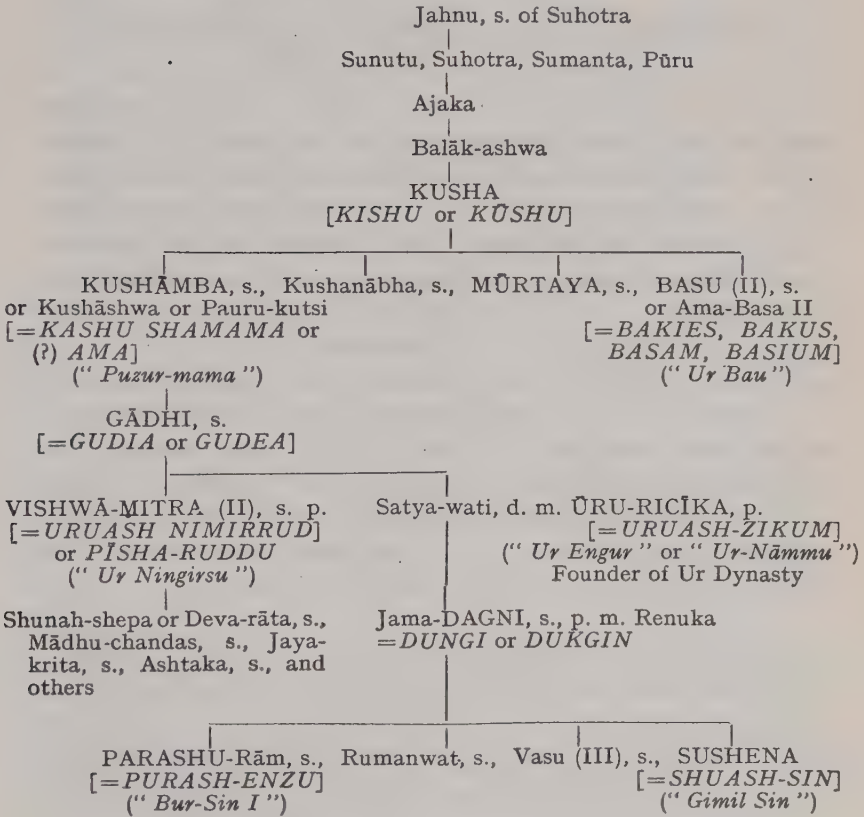 Jahnu, s. of Suhotra
Sunutu, Suhotra, Sumanta, Pūru
Ajaka
Balāk-ashwa
KUSHA
[KISHU or KŪSHU]
KUSHĀMBA, s., Kushanābha, s., MŪRTAYA, s., BASU (II), s.
or Kushāshwa or Pauru-kutsi
or Ama-Basa II
[=KASHU SHAMAMA or
[=BAKIES, BAKUS,
(?) AMA]
BASAM, BASIUM]
(“ Puzur-mama ”)
(“ Ur Bau ”)
GĀDHI, s.
[=GUDIA or GUDEA]
VISHWĀ-MITRA (II), s. p.
[=URUASH NIMIRRUD]
or PĪSHA-RUDDU
(“ Ur Ningirsu ”)
Satya-wati, d. m. ŪRU-RICĪKA, p.
[=URUASH-ZIKUM]
(“ Ur Engur ” or “ Ur-Nāmmu ”)
Founder of Ur Dynasty
Shunah-shepa or Deva-rāta, s.,
Mādhu-chandas, s., Jaya-
krita, s., Ashtaka, s., and
others
Jama-DAGNI, s., p. m. Renuka
=DUNGI or DUKGIN
PARASHU-Rām, s., Rumanwat, s., Vasu (III), s., SUSHENA
[=PURASH-ENZU]
[=SHUASH-SIN]
(“ Bur-Sin I ”)
(“ Gimil Sin ”)